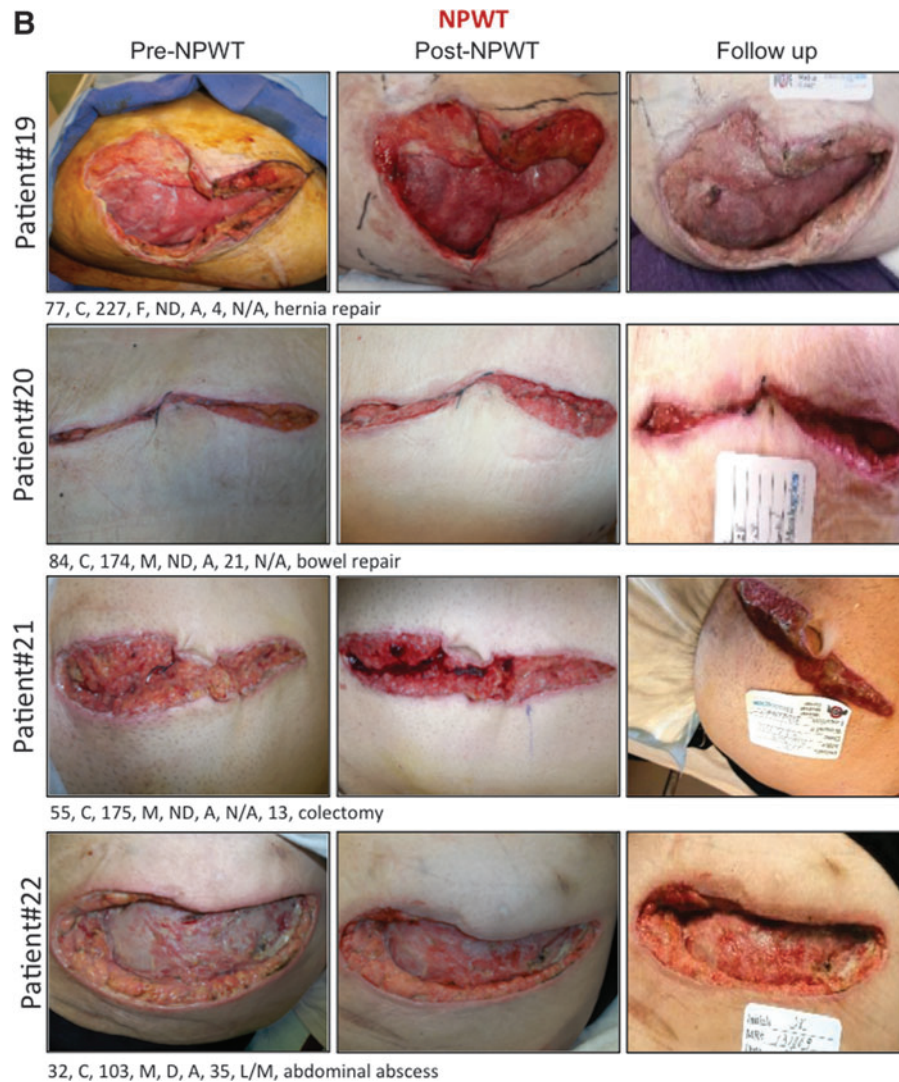 B
NPWT
Pre-NPWT Post-NPWT Follow up
Patient#19
77, C, 227, F, ND, A, 4, N/A, hernia repair
Patient#20
84, C, 174, M, ND, A, 21, N/A, bowel repair
Patient#21
55, C, 175, M, ND, A, N/A, 13, colectomy
Patient#22
32, C, 103, M, D, A, 35, L/M, abdominal abscess